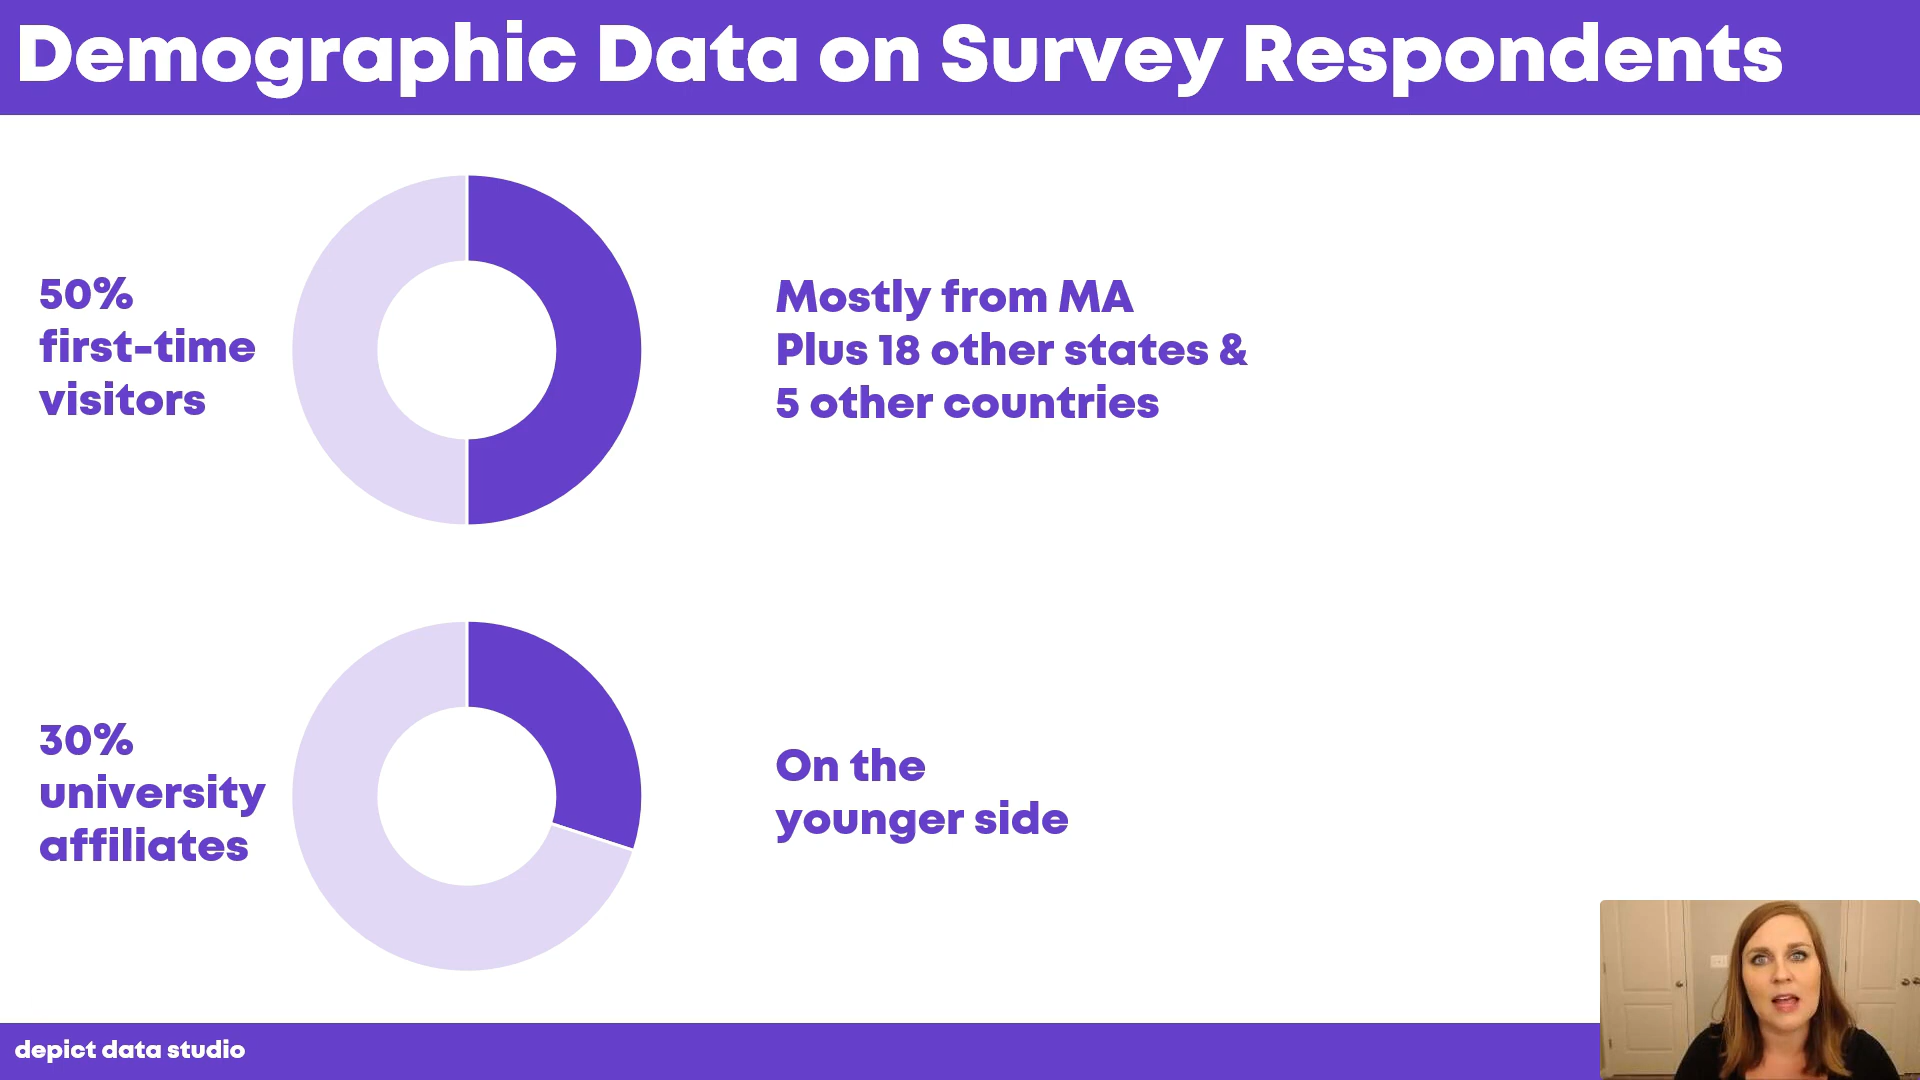 Demographic Data on Survey Respondents
50%
first-time
visitors
Mostly from MA
Plus 18 other states &
5 other countries
30%
university
affiliates
On the
younger side
depict data studio